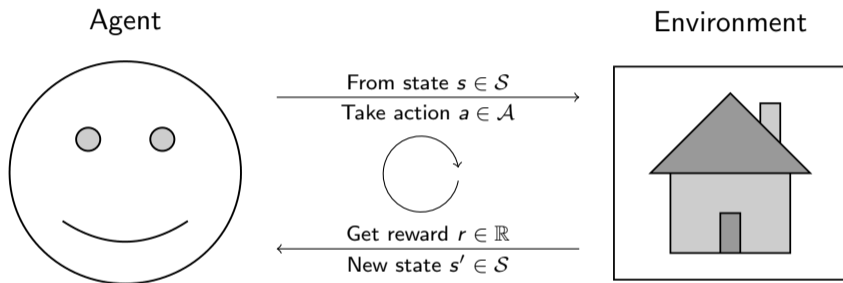 Agent
Environment
From state s ∈ 𝒮
Take action a ∈ 𝒜
Get reward r ∈ ℝ
New state s′ ∈ 𝒮